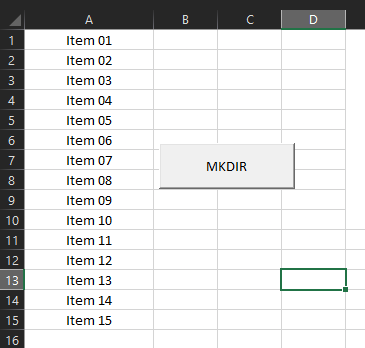 A B C D
1 Item 01
2 Item 02
3 Item 03
4 Item 04
5 Item 05
6 Item 06
7 Item 07
MKDIR
8 Item 08
9 Item 09
10 Item 10
11 Item 11
12 Item 12
13 Item 13
14 Item 14
15 Item 15
16